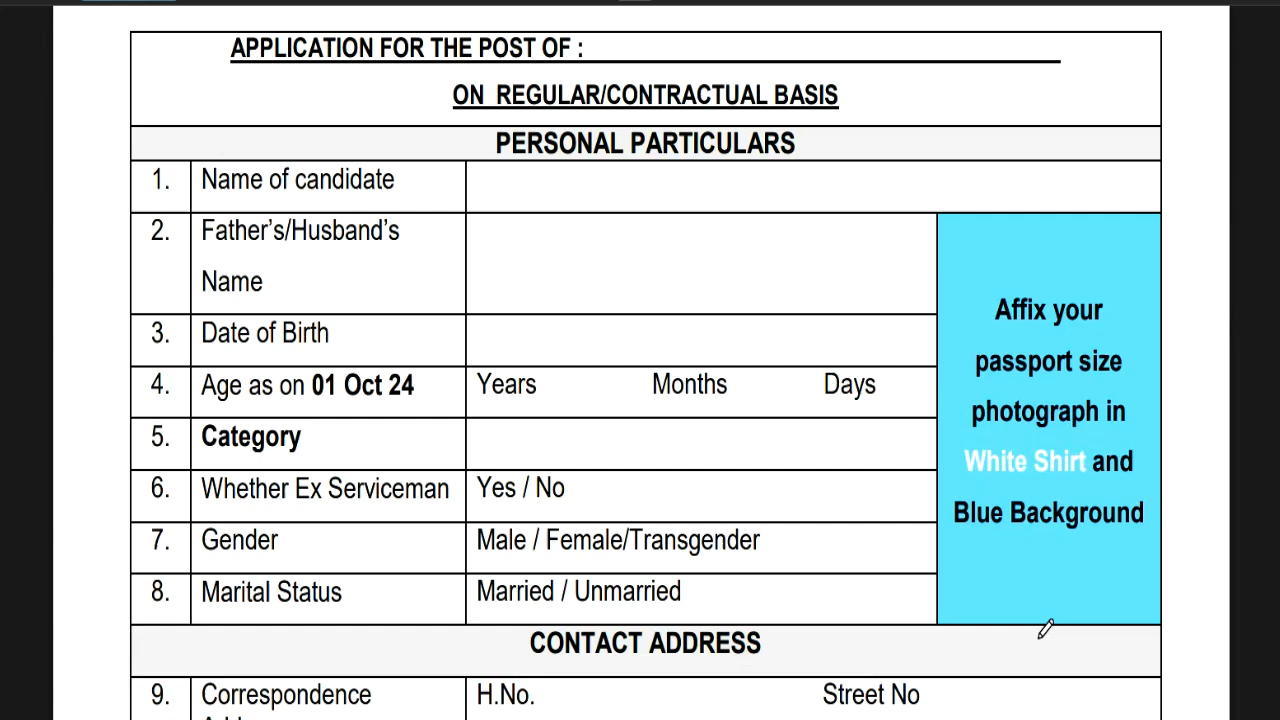 APPLICATION FOR THE POST OF :
ON REGULAR/CONTRACTUAL BASIS
PERSONAL PARTICULARS
1. Name of candidate
2. Father’s/Husband’s
Name
3. Date of Birth
4. Age as on 01 Oct 24 Years Months Days
5. Category
6. Whether Ex Serviceman Yes / No
7. Gender Male / Female/Transgender
8. Marital Status Married / Unmarried
Affix your
passport size
photograph in
White Shirt and
Blue Background
CONTACT ADDRESS
9. Correspondence H.No. Street No